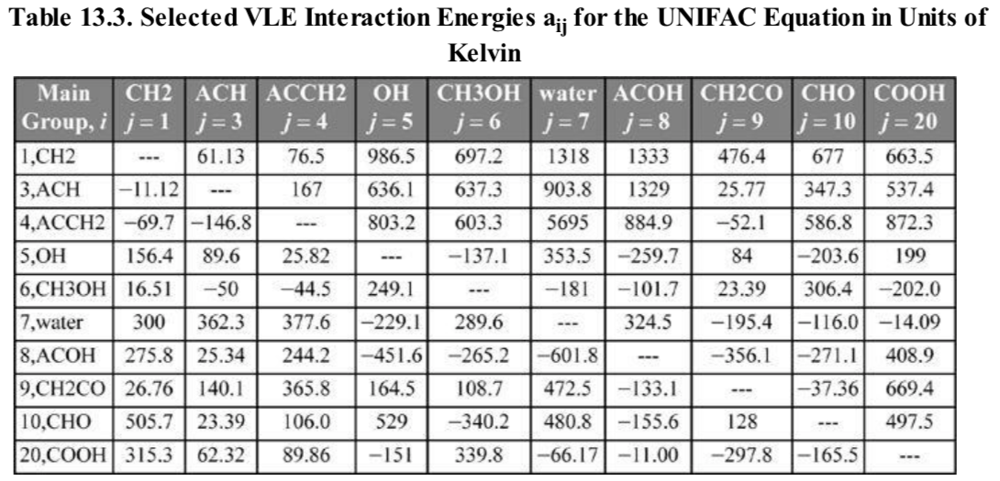 Table 13.3. Selected VLE Interaction Energies aij for the UNIFAC Equation in Units of
Kelvin
Main Group, i CH2 j = 1 ACH j = 3 ACCH2 j = 4 OH j = 5 CH3OH j = 6 water j = 7 ACOH j = 8 CH2CO j = 9 CHO j = 10 COOH j = 20
1,CH2 --- 61.13 76.5 986.5 697.2 1318 1333 476.4 677 663.5
3,ACH −11.12 --- 167 636.1 637.3 903.8 1329 25.77 347.3 537.4
4,ACCH2 −69.7 −146.8 --- 803.2 603.3 5695 884.9 −52.1 586.8 872.3
5,OH 156.4 89.6 25.82 --- −137.1 353.5 −259.7 84 −203.6 199
6,CH3OH 16.51 −50 −44.5 249.1 --- −181 −101.7 23.39 306.4 −202.0
7,water 300 362.3 377.6 −229.1 289.6 --- 324.5 −195.4 −116.0 −14.09
8,ACOH 275.8 25.34 244.2 −451.6 −265.2 −601.8 --- −356.1 −271.1 408.9
9,CH2CO 26.76 140.1 365.8 164.5 108.7 472.5 −133.1 --- −37.36 669.4
10,CHO 505.7 23.39 106.0 529 −340.2 480.8 −155.6 128 --- 497.5
20,COOH 315.3 62.32 89.86 −151 339.8 −66.17 −11.00 −297.8 −165.5 ---